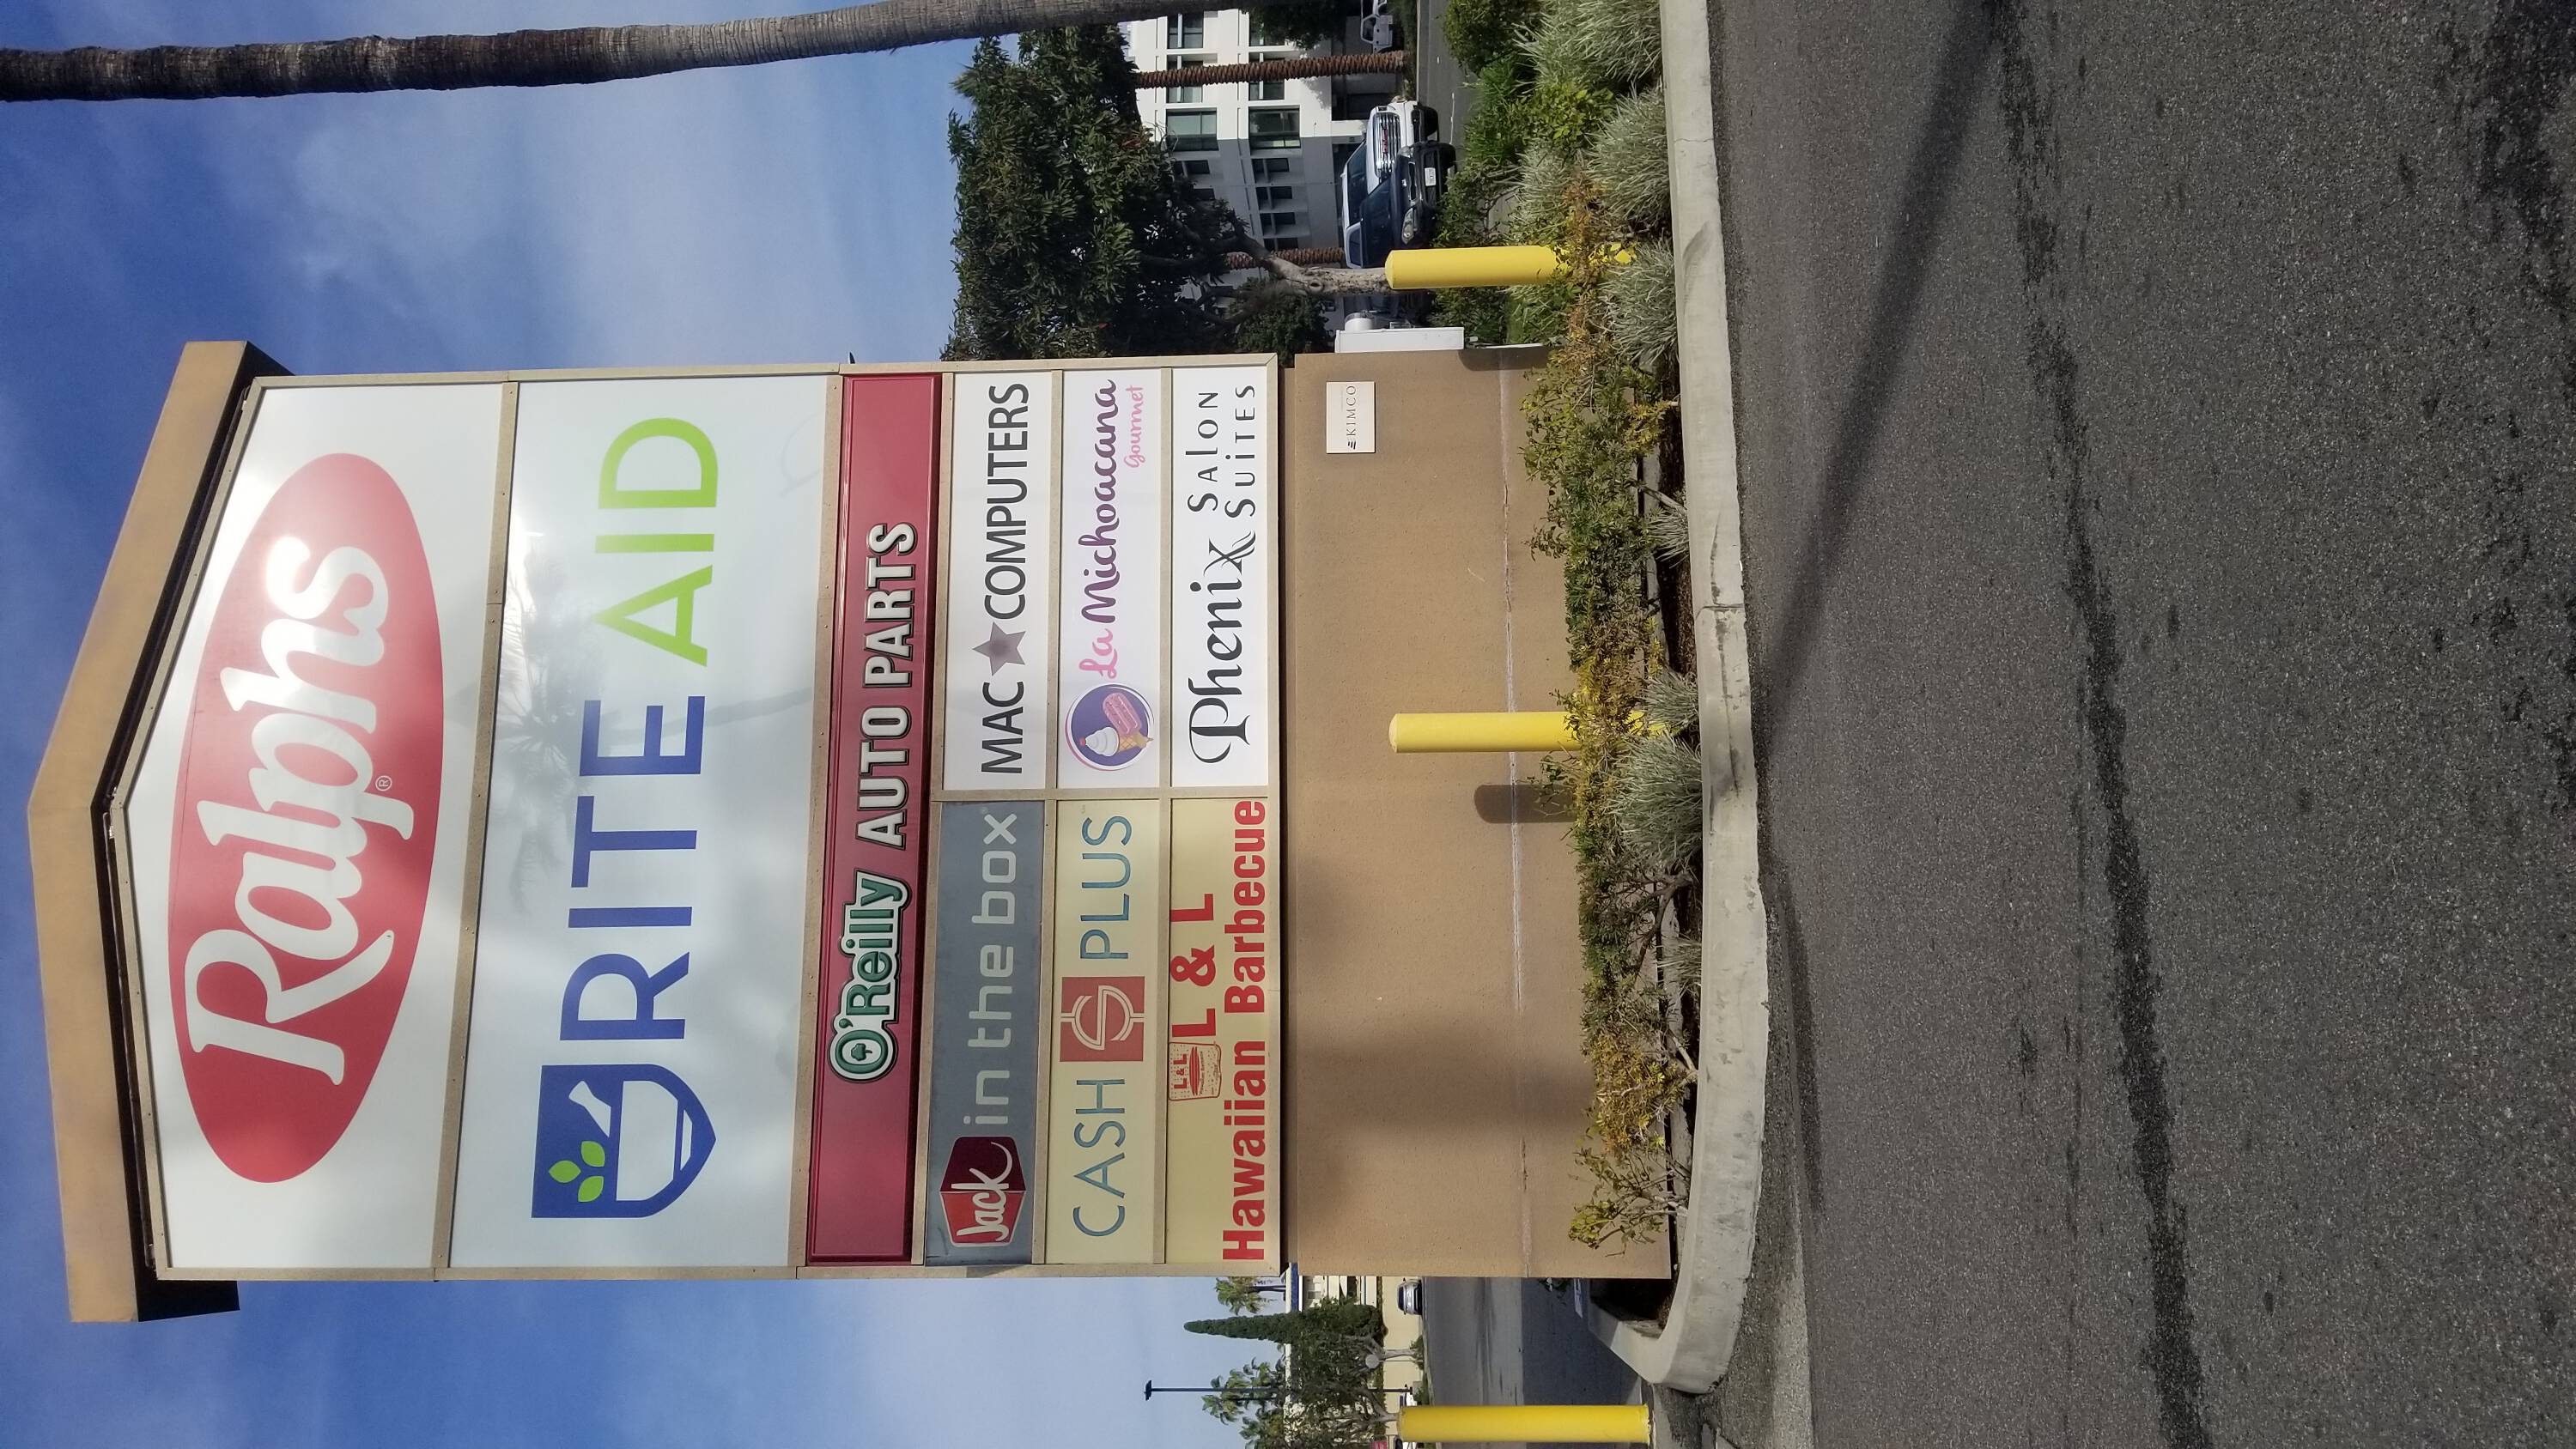 Ralphs®
RITE AID
O'Reilly AUTO PARTS
Jack in the box
MAC COMPUTERS
CASH $ PLUS
La Michoacana
Gourmet
L&L
L & L
Hawaiian Barbecue
Phenix Salon
Suites
KIMCO